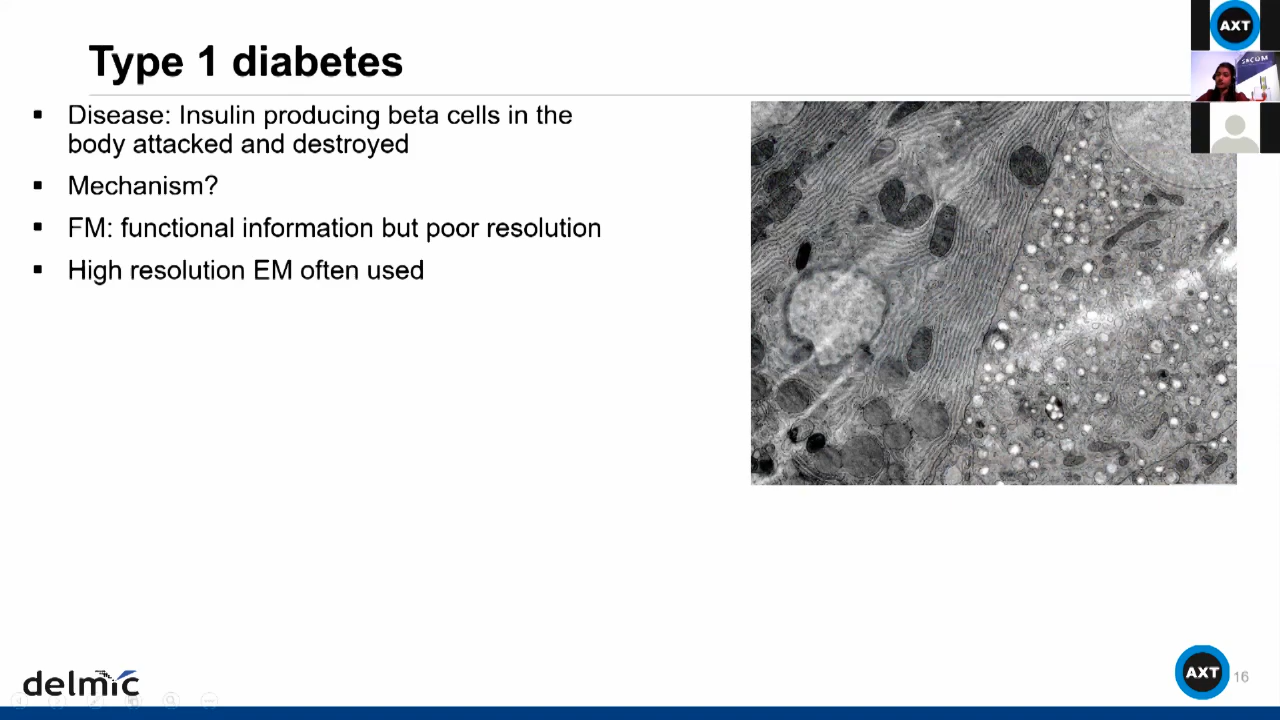 AXT
SECOM
Type 1 diabetes
▪ Disease: Insulin producing beta cells in the
body attacked and destroyed
▪ Mechanism?
▪ FM: functional information but poor resolution
▪ High resolution EM often used
delmic
AXT
16